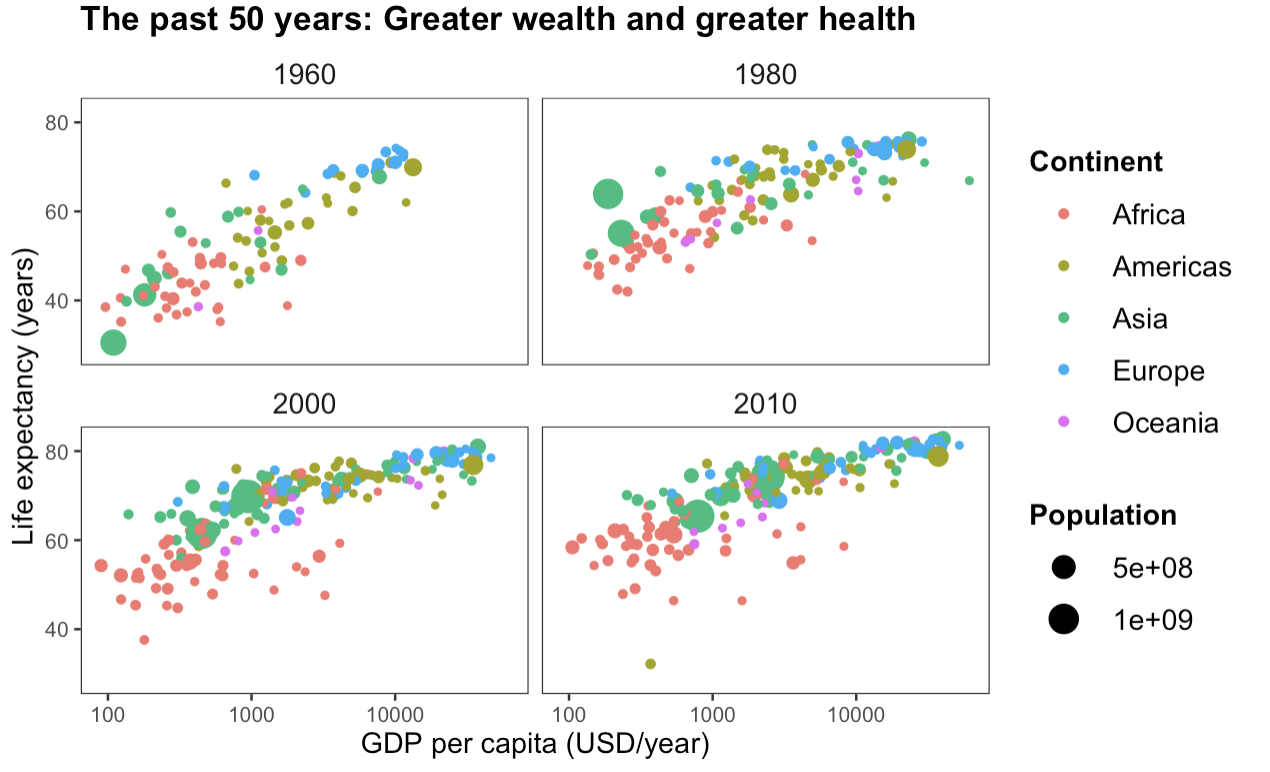 The past 50 years: Greater wealth and greater health
1960
1980
80
60
40
2000
2010
80
60
40
100
1000
10000
100
1000
10000
GDP per capita (USD/year)
Life expectancy (years)
Continent
Africa
Americas
Asia
Europe
Oceania
Population
5e+08
1e+09